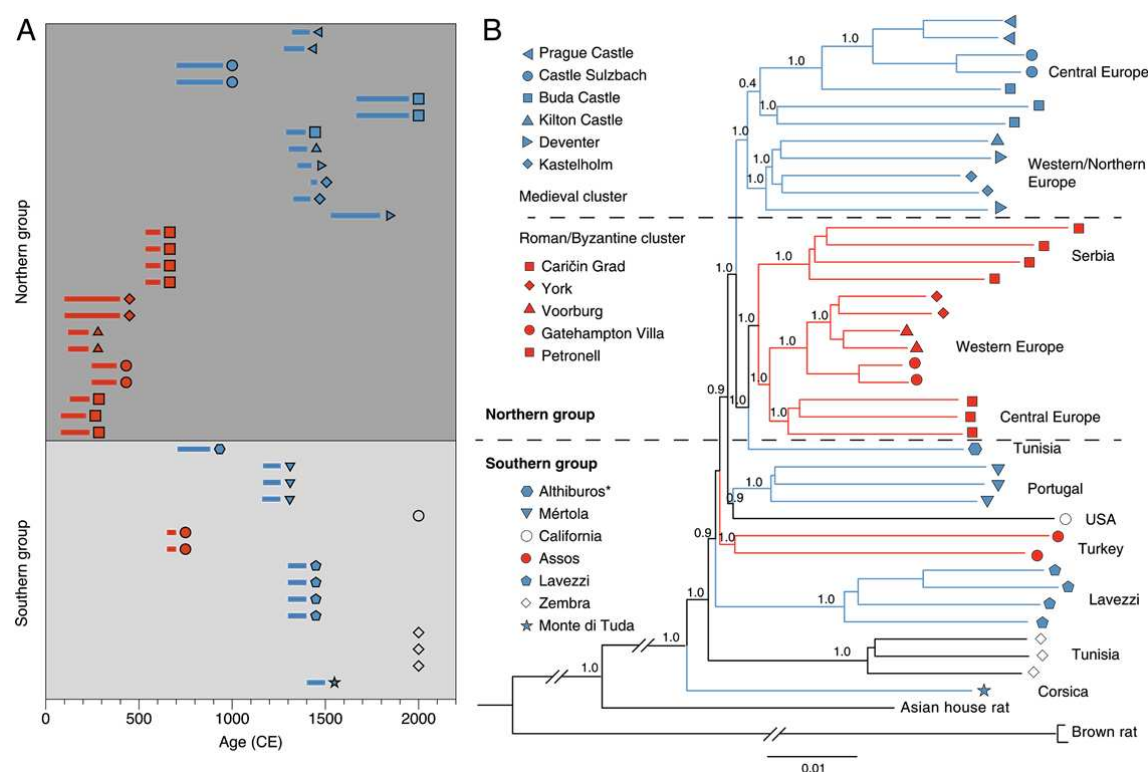 A
Northern group
Southern group
0
500
1000
1500
2000
Age (CE)
B
Prague Castle
Castle Sulzbach
Buda Castle
Kilton Castle
Deventer
Kastelholm
Medieval cluster
Roman/Byzantine cluster
Caričin Grad
York
Voorburg
Gatehampton Villa
Petronell
Northern group
Southern group
Althiburos*
Mértola
California
Assos
Lavezzi
Zembra
Monte di Tuda
1.0
1.0
0.4
1.0
1.0
1.0
1.0
1.0
1.0
1.0
1.0
1.0
1.0
0.9
1.0
1.0
1.0
0.9
0.9
1.0
1.0
1.0
1.0
1.0
Central Europe
Western/Northern
Europe
Serbia
Western Europe
Central Europe
Tunisia
Portugal
USA
Turkey
Lavezzi
Tunisia
Corsica
Asian house rat
Brown rat
0.01